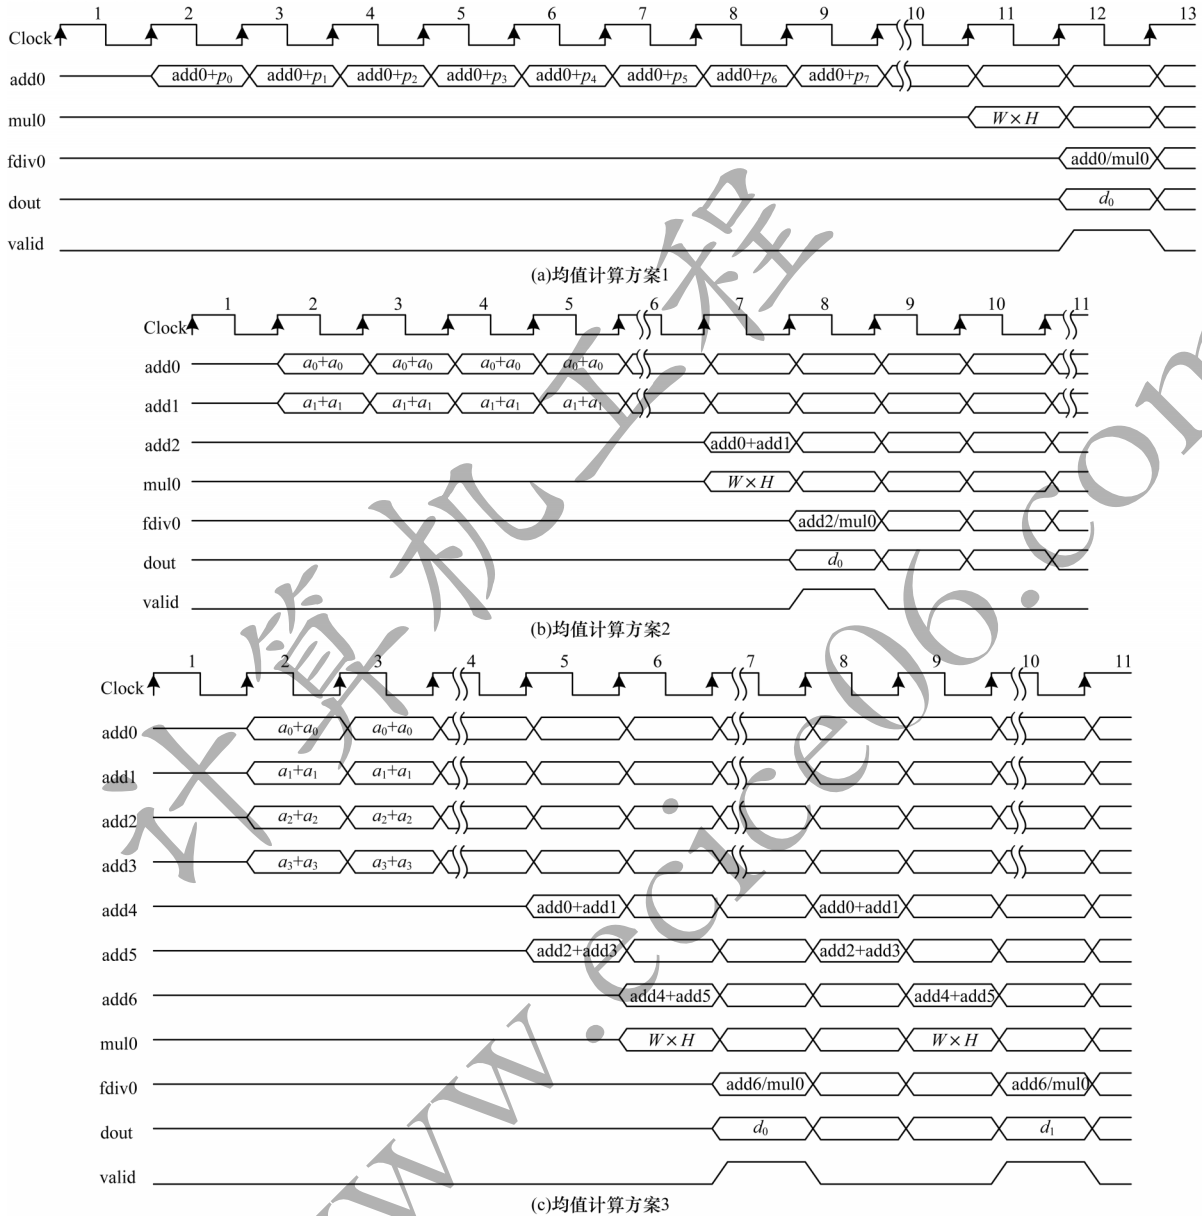 1 2 3 4 5 6 7 8 9 10 11 12 13
Clock
add0 add0+p₀ add0+p₁ add0+p₂ add0+p₃ add0+p₄ add0+p₅ add0+p₆ add0+p₇
mul0 W×H
fdiv0 add0/mul0
dout d₀
valid
(a)均值计算方案1
1 2 3 4 5 6 7 8 9 10 11
Clock
add0 a₀+a₀ a₀+a₀ a₀+a₀ a₀+a₀
add1 a₁+a₁ a₁+a₁ a₁+a₁ a₁+a₁
add2 add0+add1
mul0 W×H
fdiv0 add2/mul0
dout d₀
valid
(b)均值计算方案2
1 2 3 4 5 6 7 8 9 10 11
Clock
add0 a₀+a₀ a₀+a₀
add1 a₁+a₁ a₁+a₁
add2 a₂+a₂ a₂+a₂
add3 a₃+a₃ a₃+a₃
add4 add0+add1 add0+add1
add5 add2+add3 add2+add3
add6 add4+add5 add4+add5
mul0 W×H W×H
fdiv0 add6/mul0 add6/mul0
dout d₀ d₁
valid
(c)均值计算方案3
计算机工程
www.ecice06.com